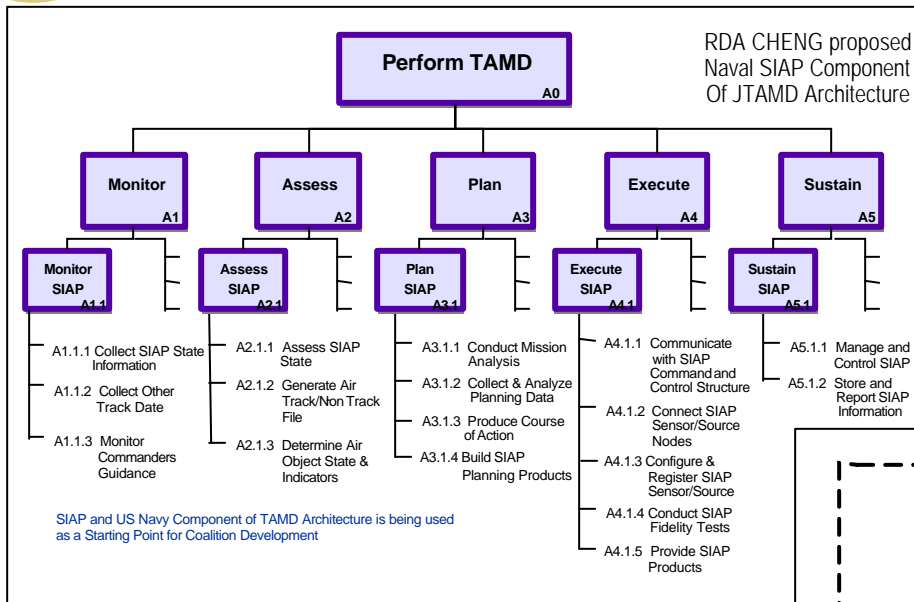 RDA CHENG proposed
Naval SIAP Component
Of JTAMD Architecture
Perform TAMD
A0
Monitor
A1
Assess
A2
Plan
A3
Execute
A4
Sustain
A5
Monitor
SIAP
A1.1
Assess
SIAP
A2.1
Plan
SIAP
A3.1
Execute
SIAP
A4.1
Sustain
SIAP
A5.1
A1.1.1 Collect SIAP State
Information
A1.1.2 Collect Other
Track Date
A1.1.3 Monitor
Commanders
Guidance
A2.1.1 Assess SIAP
State
A2.1.2 Generate Air
Track/Non Track
File
A2.1.3 Determine Air
Object State &
Indicators
A3.1.1 Conduct Mission
Analysis
A3.1.2 Collect & Analyze
Planning Data
A3.1.3 Produce Course
of Action
A3.1.4 Build SIAP
Planning Products
A4.1.1 Communicate
with SIAP
Command and
Control Structure
A4.1.2 Connect SIAP
Sensor/Source
Nodes
A4.1.3 Configure &
Register SIAP
Sensor/Source
A4.1.4 Conduct SIAP
Fidelity Tests
A4.1.5 Provide SIAP
Products
A5.1.1 Manage and
Control SIAP
A5.1.2 Store and
Report SIAP
Information
SIAP and US Navy Component of TAMD Architecture is being used
as a Starting Point for Coalition Development